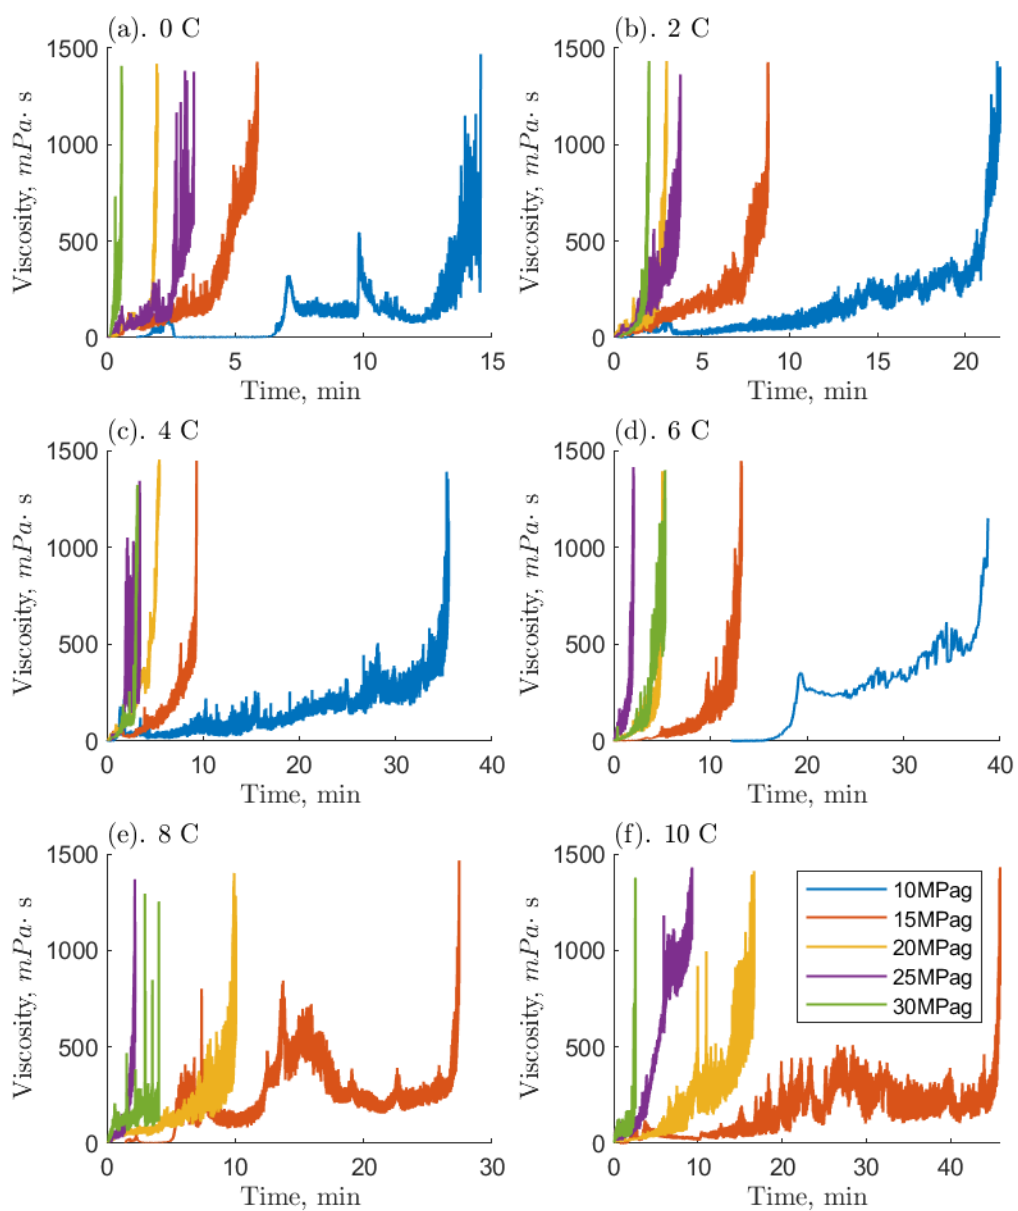 (a). 0 C
(b). 2 C
1500
1000
500
0
Viscosity, mPa· s
0 5 10 15
Time, min
1500
1000
500
0
Viscosity, mPa· s
0 5 10 15 20
Time, min
(c). 4 C
(d). 6 C
1500
1000
500
0
Viscosity, mPa· s
0 10 20 30 40
Time, min
1500
1000
500
0
Viscosity, mPa· s
0 10 20 30 40
Time, min
(e). 8 C
(f). 10 C
1500
1000
500
0
Viscosity, mPa· s
0 10 20 30
Time, min
1500
1000
500
0
Viscosity, mPa· s
0 10 20 30 40
Time, min
10MPag
15MPag
20MPag
25MPag
30MPag